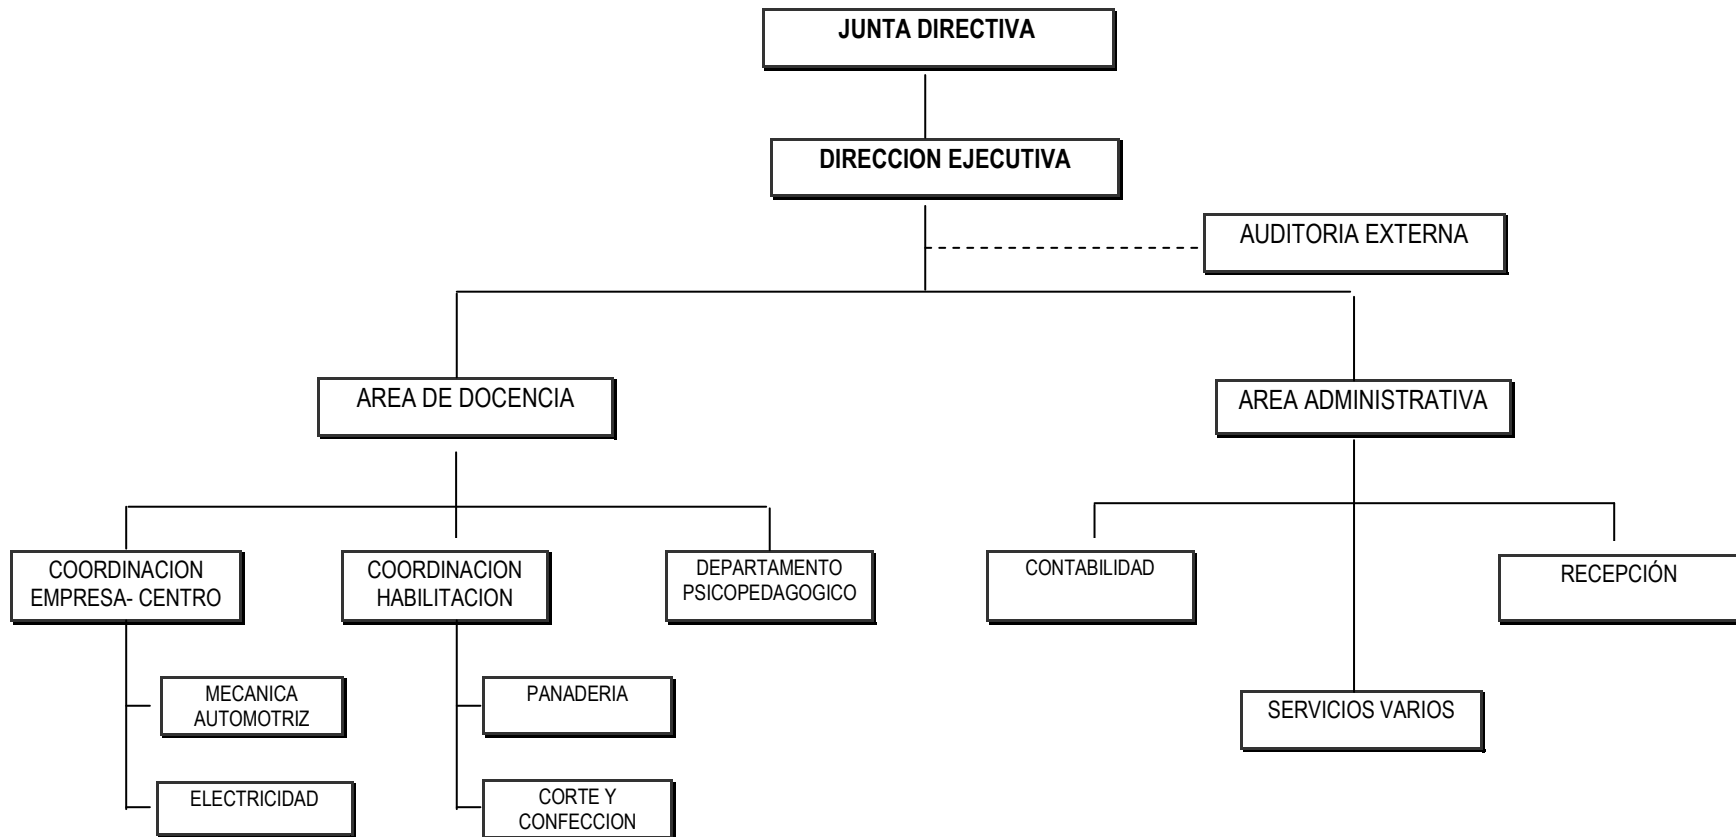 JUNTA DIRECTIVA
DIRECCION EJECUTIVA
AUDITORIA EXTERNA
AREA DE DOCENCIA
AREA ADMINISTRATIVA
COORDINACION
EMPRESA- CENTRO
COORDINACION
HABILITACION
DEPARTAMENTO
PSICOPEDAGOGICO
CONTABILIDAD
RECEPCIÓN
MECANICA
AUTOMOTRIZ
PANADERIA
SERVICIOS VARIOS
ELECTRICIDAD
CORTE Y
CONFECCION